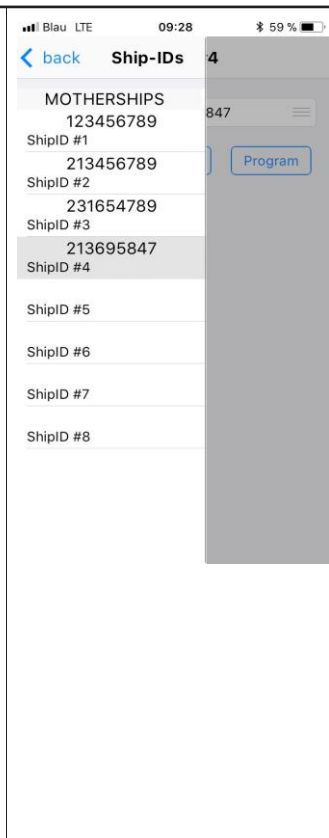 Blau LTE 09:28 59 %
back Ship-IDs r4
MOTHERSHIPS
123456789
847
ShipID #1
213456789
Program
ShipID #2
231654789
ShipID #3
213695847
ShipID #4
ShipID #5
ShipID #6
ShipID #7
ShipID #8